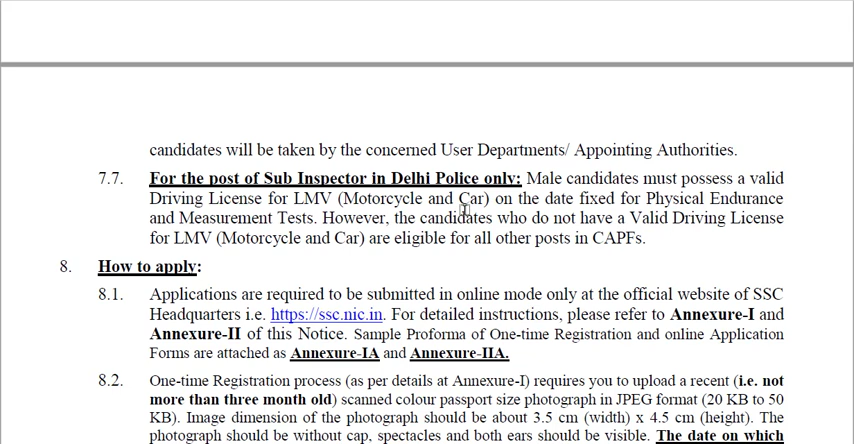 candidates will be taken by the concerned User Departments/ Appointing Authorities.
7.7. For the post of Sub Inspector in Delhi Police only: Male candidates must possess a valid
Driving License for LMV (Motorcycle and Car) on the date fixed for Physical Endurance
and Measurement Tests. However, the candidates who do not have a Valid Driving License
for LMV (Motorcycle and Car) are eligible for all other posts in CAPFs.
8. How to apply:
8.1. Applications are required to be submitted in online mode only at the official website of SSC
Headquarters i.e. https://ssc.nic.in. For detailed instructions, please refer to Annexure-I and
Annexure-II of this Notice. Sample Proforma of One-time Registration and online Application
Forms are attached as Annexure-IA and Annexure-IIA.
8.2. One-time Registration process (as per details at Annexure-I) requires you to upload a recent (i.e. not
more than three month old) scanned colour passport size photograph in JPEG format (20 KB to 50
KB). Image dimension of the photograph should be about 3.5 cm (width) x 4.5 cm (height). The
photograph should be without cap, spectacles and both ears should be visible. The date on which